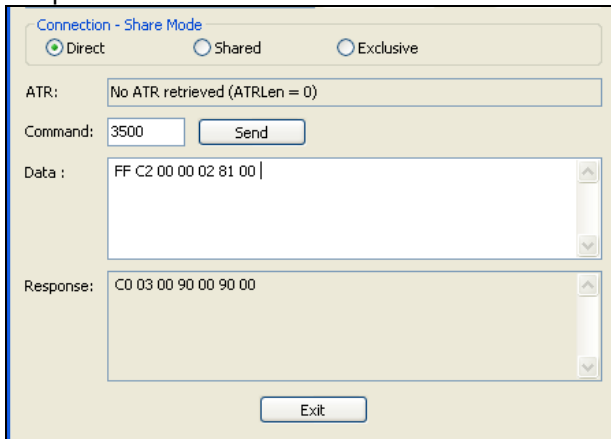 Connection - Share Mode
Direct Shared Exclusive
ATR: No ATR retrieved (ATRLen = 0)
Command: 3500 Send
Data : FF C2 00 00 02 81 00
Response: C0 03 00 90 00 90 00
Exit